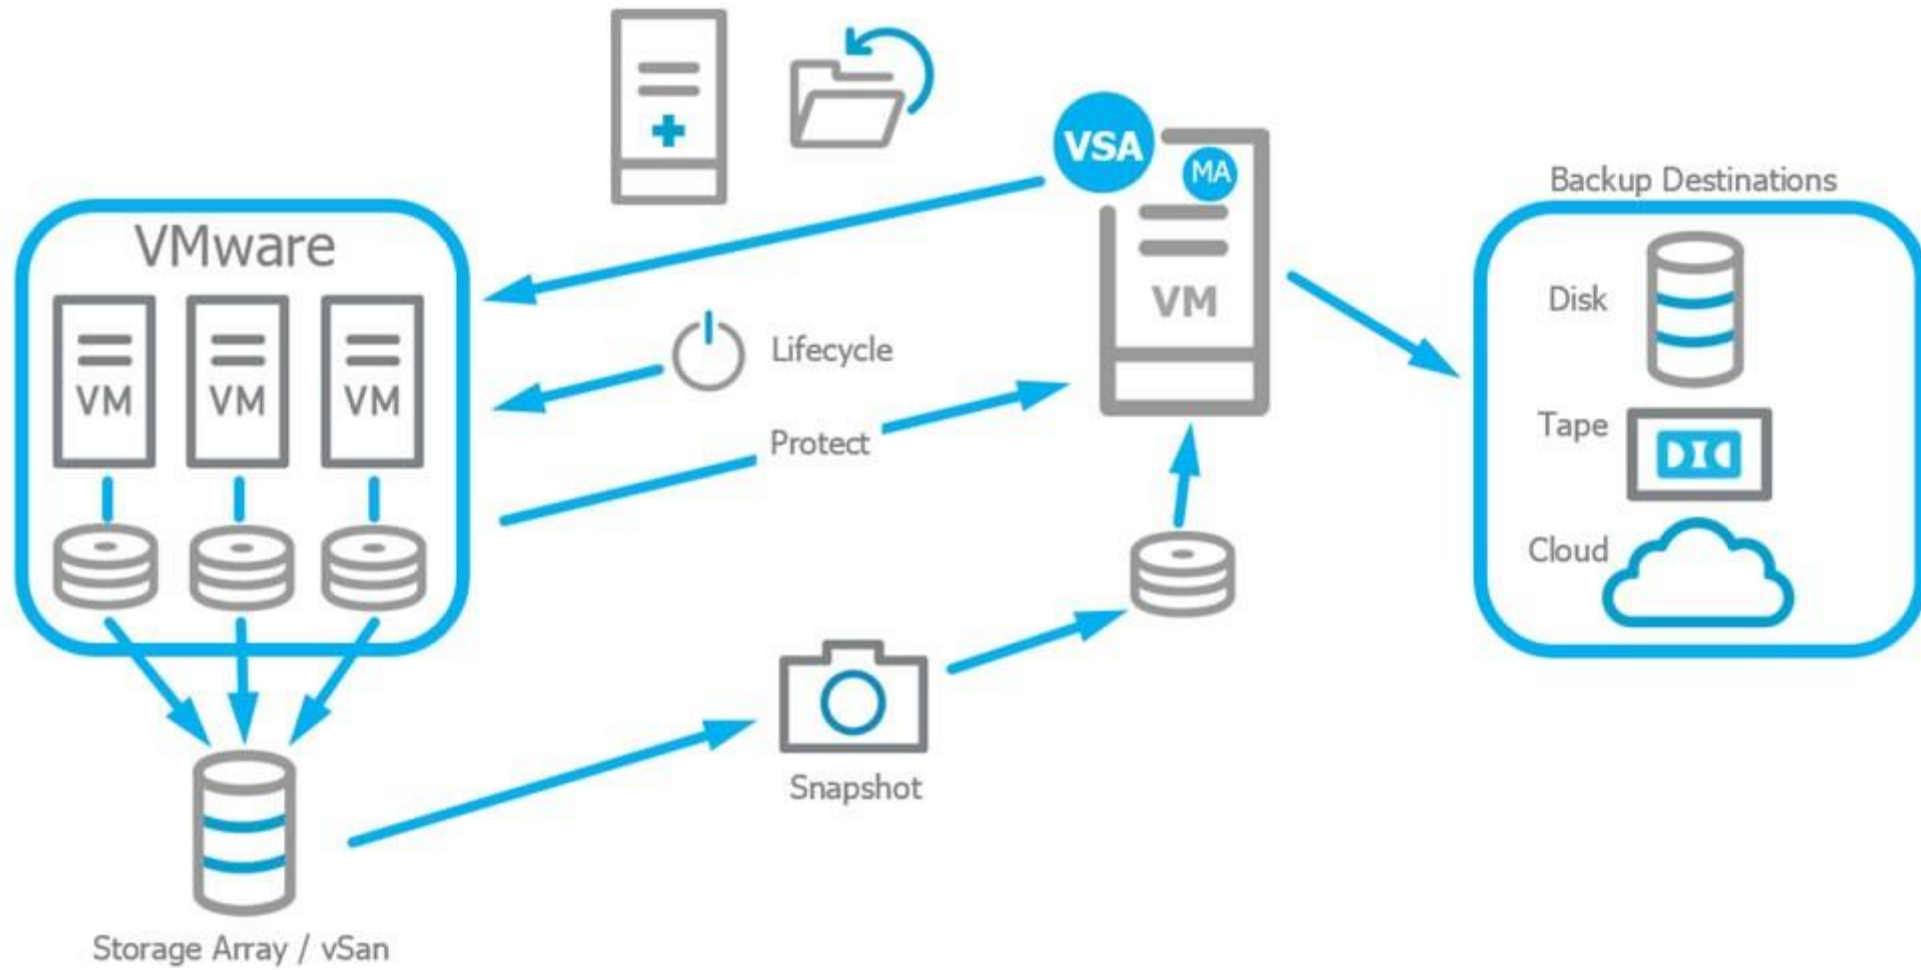 VSA
MA
VM
Backup Destinations
Disk
Tape
Cloud
VMware
VM VM VM
Lifecycle
Protect
Snapshot
Storage Array / vSan